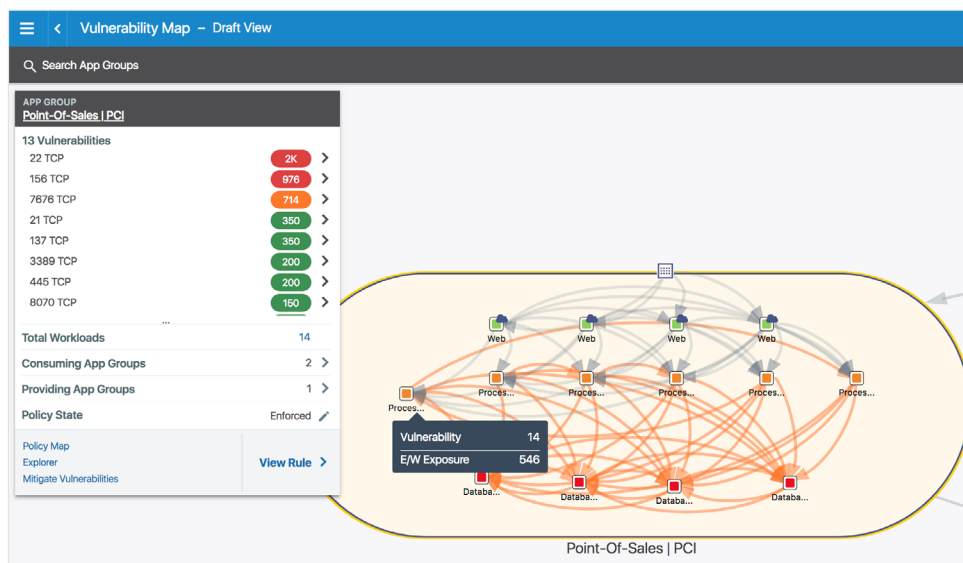 Vulnerability Map – Draft View
Search App Groups
APP GROUP
Point-Of-Sales | PCI
13 Vulnerabilities
22 TCP 2K
156 TCP 976
7676 TCP 714
21 TCP 350
137 TCP 350
3389 TCP 200
445 TCP 200
8070 TCP 150
...
Total Workloads 14
Consuming App Groups 2
Providing App Groups 1
Policy State Enforced
Policy Map
Explorer
Mitigate Vulnerabilities
View Rule
Web Web Web Web
Proces... Proces... Proces... Proces... Proces...
Proces...
Vulnerability 14
E/W Exposure 546
Databa... Databa... Databa... Databa...
Point-Of-Sales | PCI